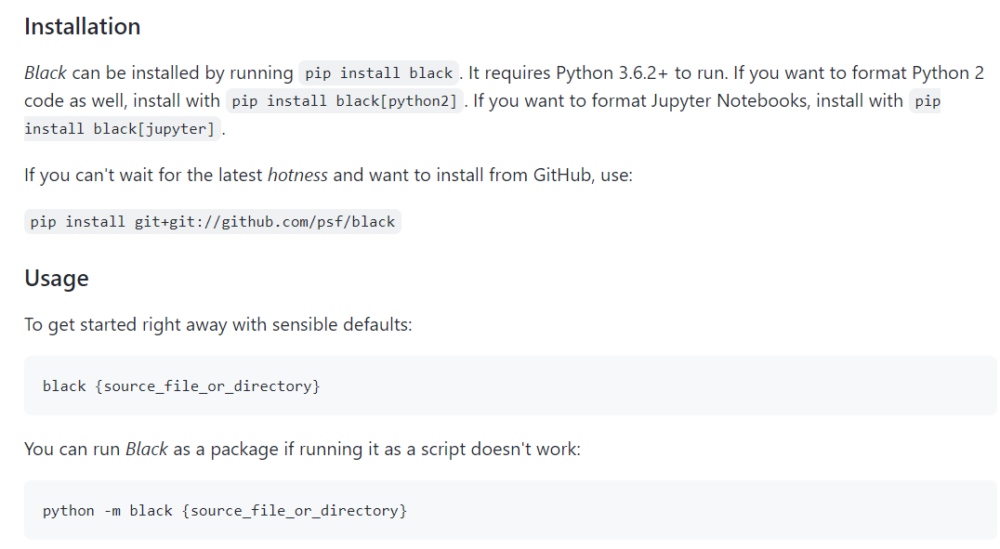 Installation
Black can be installed by running pip install black. It requires Python 3.6.2+ to run. If you want to format Python 2
code as well, install with pip install black[python2]. If you want to format Jupyter Notebooks, install with pip
install black[jupyter].
If you can't wait for the latest hotness and want to install from GitHub, use:
pip install git+git://github.com/psf/black
Usage
To get started right away with sensible defaults:
black {source_file_or_directory}
You can run Black as a package if running it as a script doesn't work:
python -m black {source_file_or_directory}